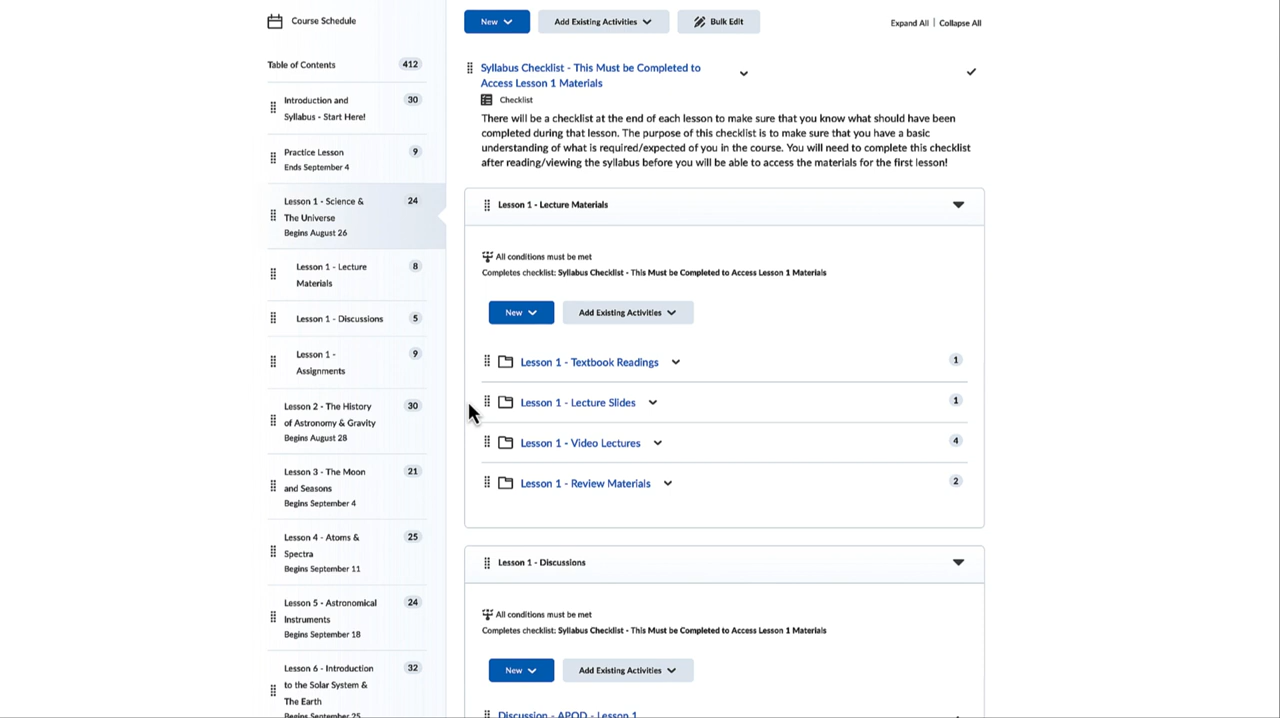 Course Schedule
Table of Contents 412
Introduction and 30
Syllabus - Start Here!
Practice Lesson 9
Ends September 4
Lesson 1 - Science & 24
The Universe
Begins August 26
Lesson 1 - Lecture 8
Materials
Lesson 1 - Discussions 5
Lesson 1 - 9
Assignments
Lesson 2 - The History 30
of Astronomy & Gravity
Begins August 28
Lesson 3 - The Moon 21
and Seasons
Begins September 4
Lesson 4 - Atoms & 25
Spectra
Begins September 11
Lesson 5 - Astronomical 24
Instruments
Begins September 18
Lesson 6 - Introduction 32
to the Solar System &
The Earth
Begins September 25
New Add Existing Activities Bulk Edit Expand All | Collapse All
Syllabus Checklist - This Must be Completed to
Access Lesson 1 Materials
Checklist
There will be a checklist at the end of each lesson to make sure that you know what should have been
completed during that lesson. The purpose of this checklist is to make sure that you have a basic
understanding of what is required/expected of you in the course. You will need to complete this checklist
after reading/viewing the syllabus before you will be able to access the materials for the first lesson!
Lesson 1 - Lecture Materials
All conditions must be met
Completes checklist: Syllabus Checklist - This Must be Completed to Access Lesson 1 Materials
New Add Existing Activities
Lesson 1 - Textbook Readings 1
Lesson 1 - Lecture Slides 1
Lesson 1 - Video Lectures 4
Lesson 1 - Review Materials 2
Lesson 1 - Discussions
All conditions must be met
Completes checklist: Syllabus Checklist - This Must be Completed to Access Lesson 1 Materials
New Add Existing Activities
Discussion - APOD - Lesson 1